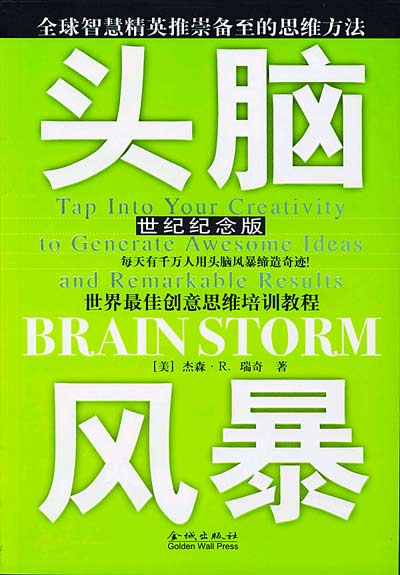 全球智慧精英推崇备至的思维方法
头脑
Tap Into Your Creativity
世纪纪念版
to Generate Awesome Ideas
每天有千万人用头脑风暴缔造奇迹!
and Remarkable Results
世界最佳创意思维培训教程
BRAIN STORM
[美] 杰森·R. 瑞奇 著
风暴
金城出版社
Golden Wall Press